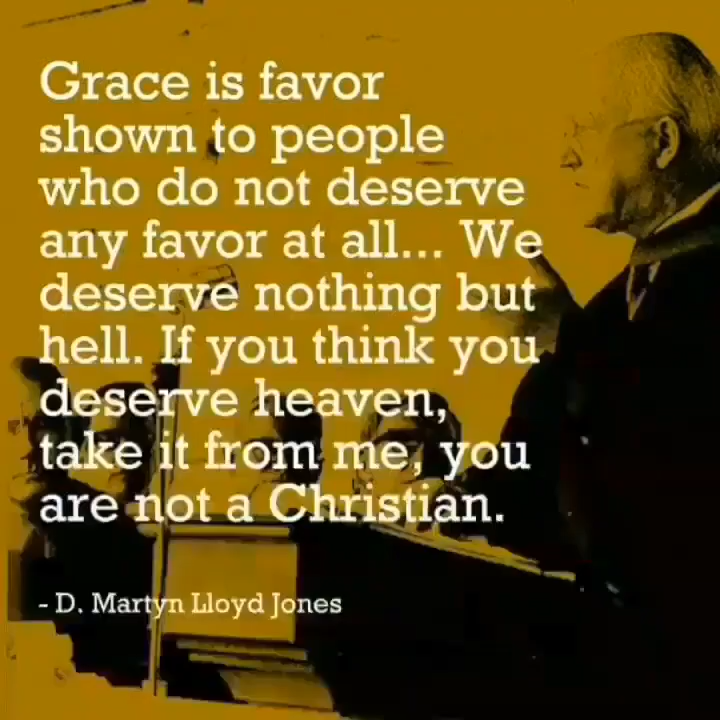 Grace is favor
shown to people
who do not deserve
any favor at all... We
deserve nothing but
hell. If you think you
deserve heaven,
take it from me, you
are not a Christian.
- D. Martyn Lloyd Jones